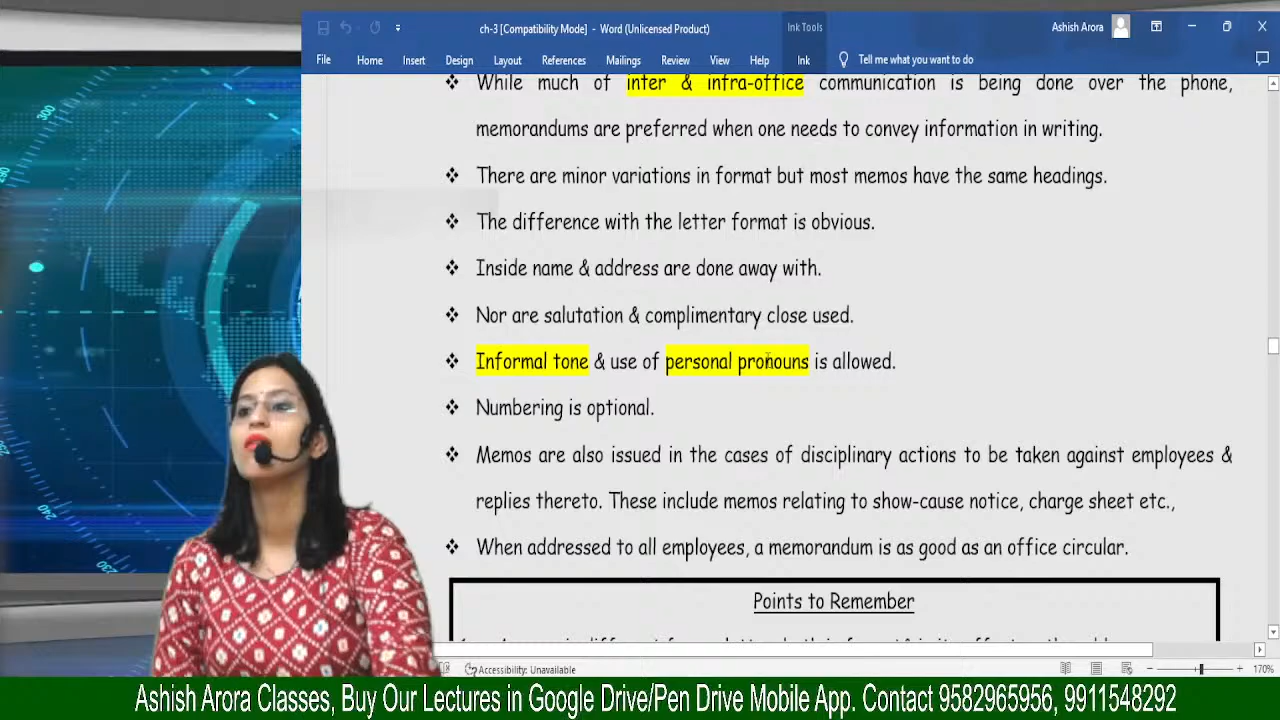 ch-3 [Compatibility Mode] - Word (Unlicensed Product)
Ink Tools
Ashish Arora
File Home Insert Design Layout References Mailings Review View Help Ink Tell me what you want to do
While much of inter & infra-office communication is being done over the phone,
memorandums are preferred when one needs to convey information in writing.
There are minor variations in format but most memos have the same headings.
The difference with the letter format is obvious.
Inside name & address are done away with.
Nor are salutation & complimentary close used.
Informal tone & use of personal pronouns is allowed.
Numbering is optional.
Memos are also issued in the cases of disciplinary actions to be taken against employees &
replies thereto. These include memos relating to show-cause notice, charge sheet etc.,
When addressed to all employees, a memorandum is as good as an office circular.
Points to Remember
Accessibility: Unavailable
170%
300
290
240
230
Ashish Arora Classes, Buy Our Lectures in Google Drive/Pen Drive Mobile App. Contact 9582965956, 9911548292